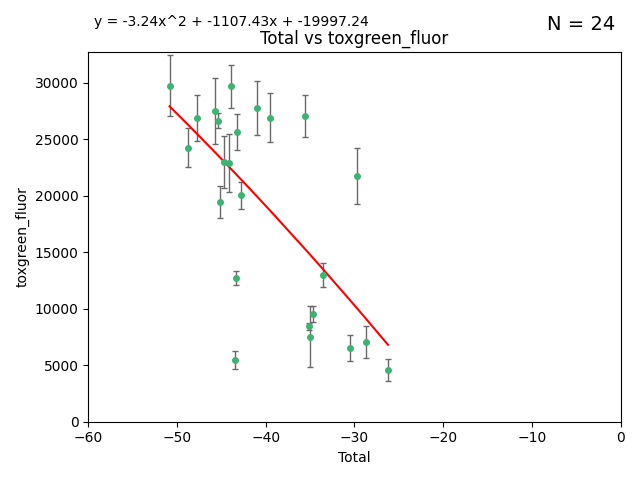 y = -3.24x^2 + -1107.43x + -19997.24
N = 24
Total vs toxgreen_fluor
30000
25000
20000
15000
10000
5000
0
toxgreen_fluor
−60
−50
−40
−30
−20
−10
0
Total